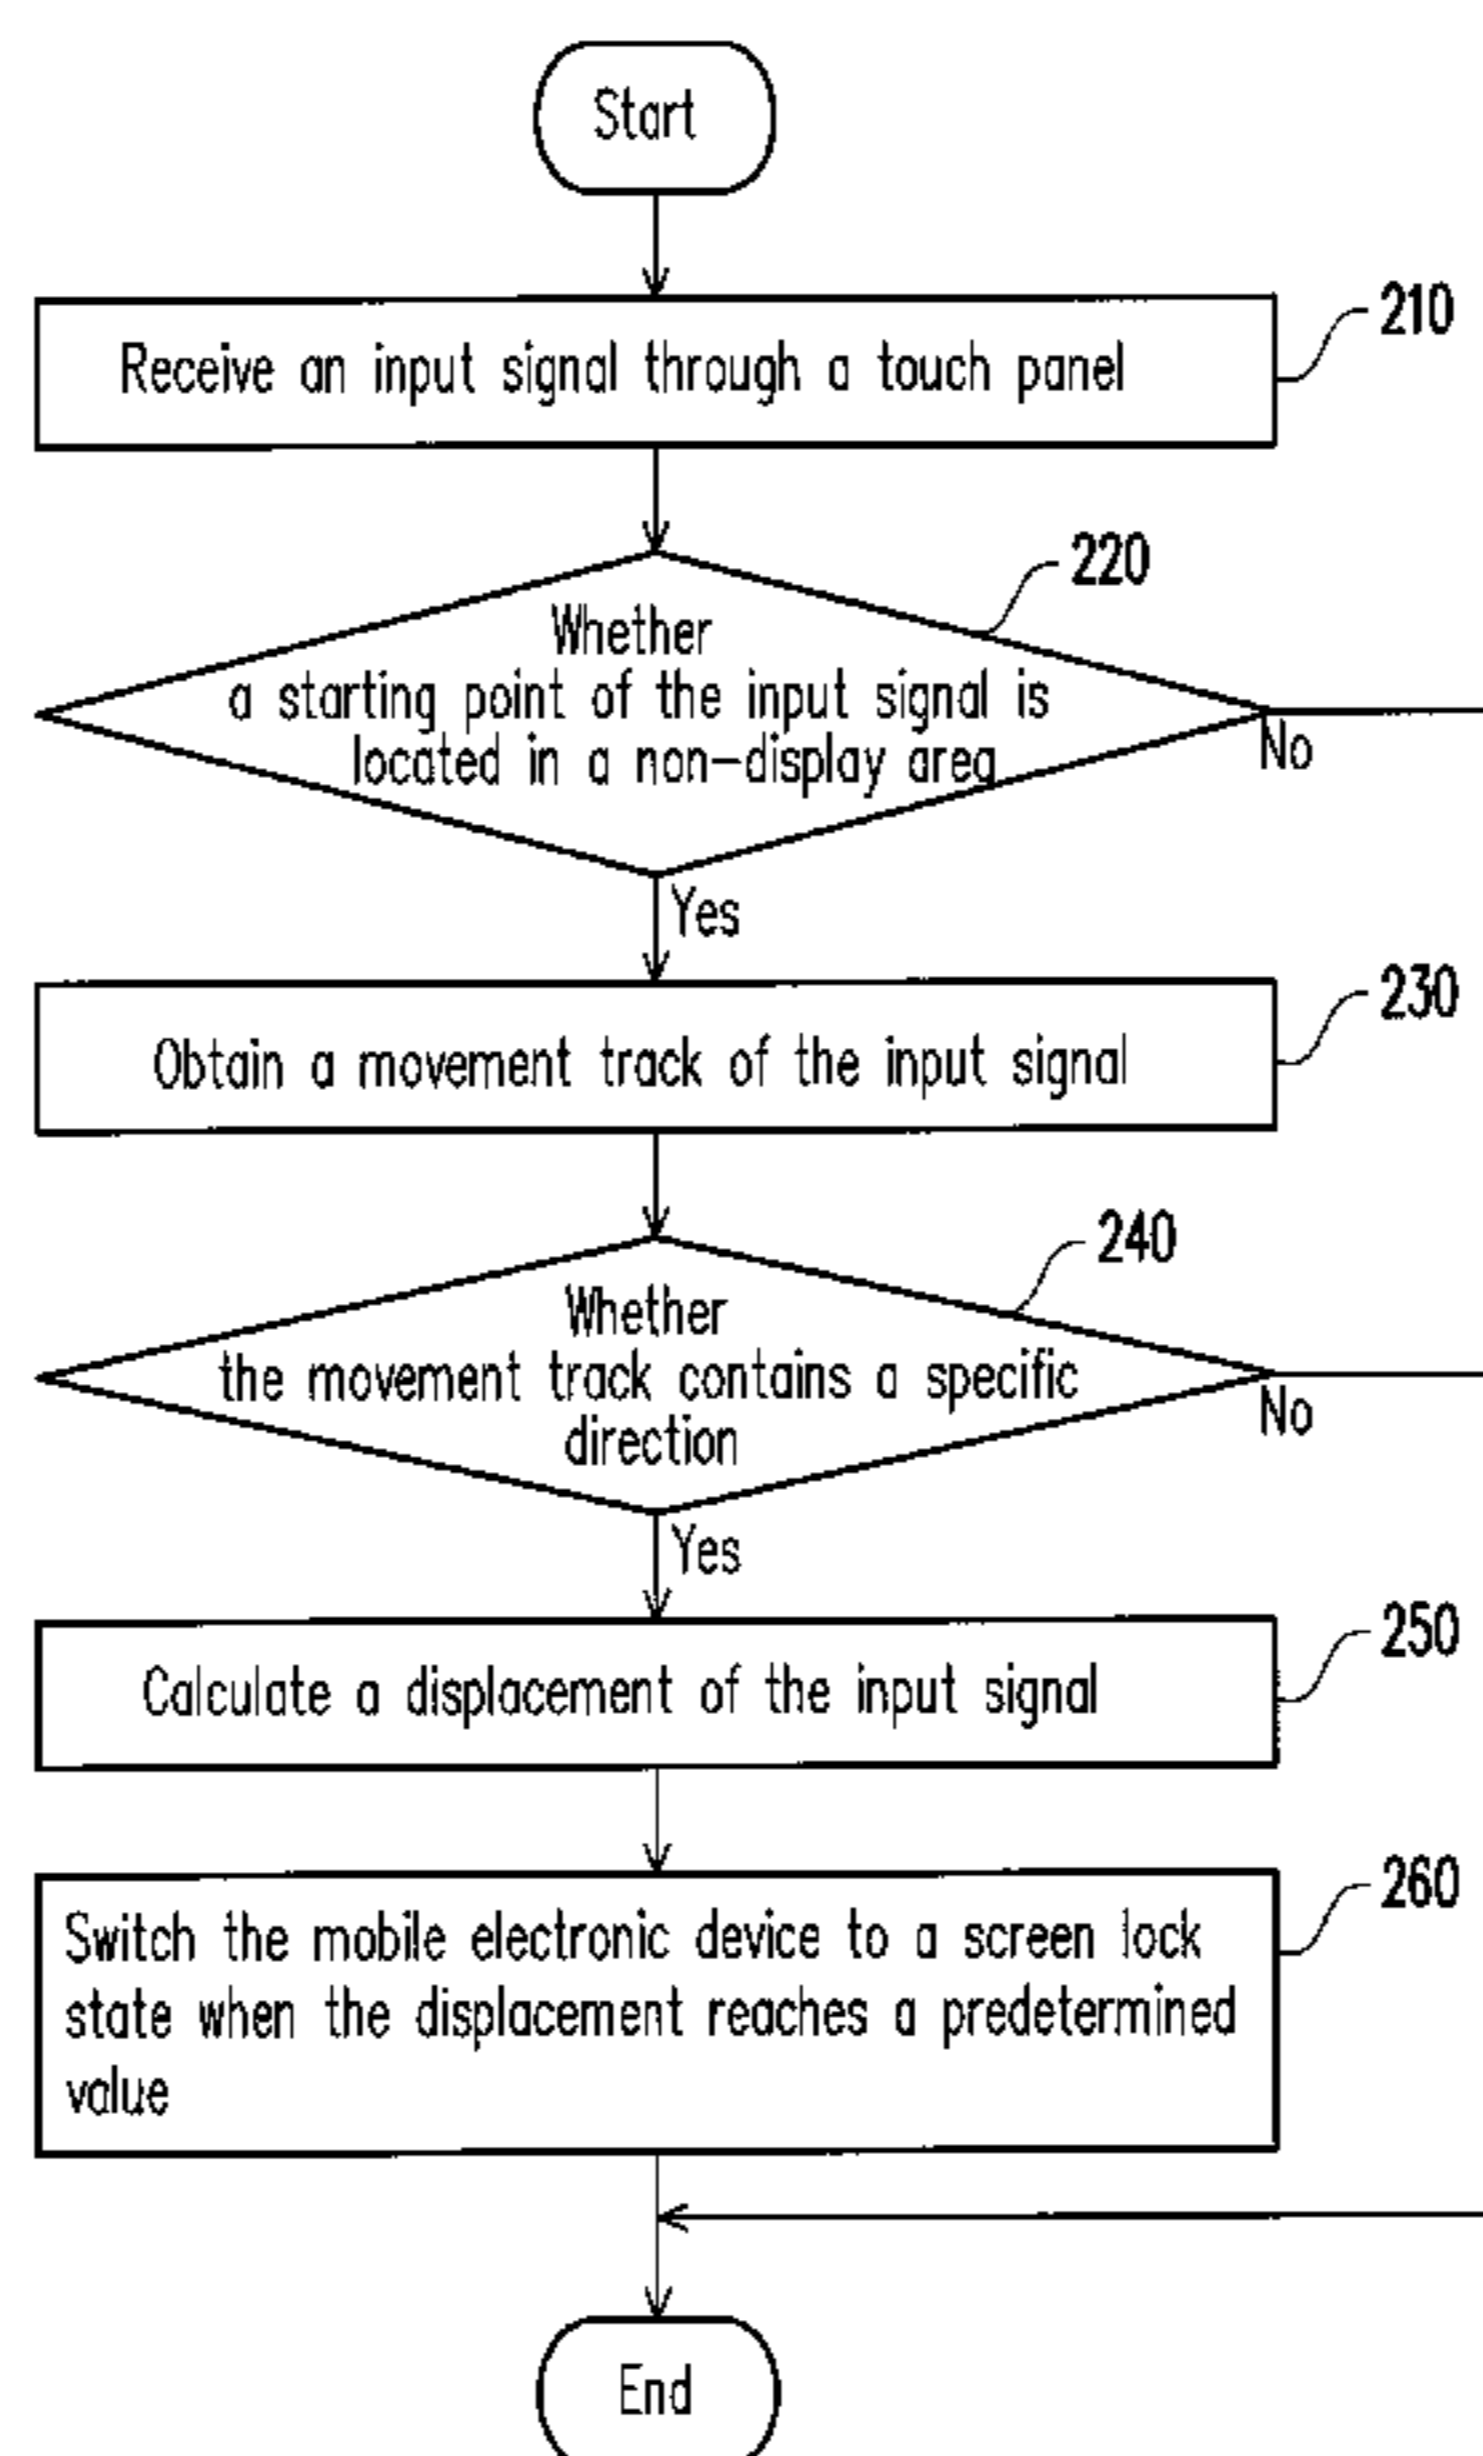 Start
Receive an input signal through a touch panel
210
220
Whether
a starting point of the input signal is
located in a non-display area
No
Yes
230
Obtain a movement track of the input signal
240
Whether
the movement track contains a specific
direction
No
Yes
250
Calculate a displacement of the input signal
260
Switch the mobile electronic device to a screen lock
state when the displacement reaches a predetermined
value
End